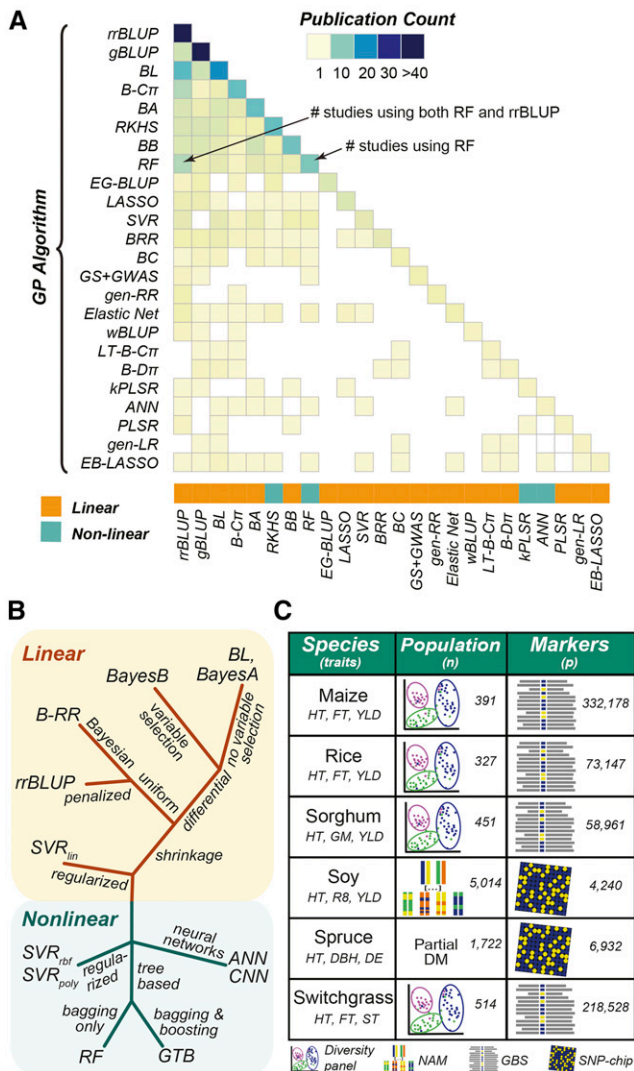 A
Publication Count
1 10 20 30 >40
GP Algorithm
rrBLUP
gBLUP
BL
B-Cπ
BA
RKHS
BB
RF
EG-BLUP
LASSO
SVR
BRR
BC
GS+GWAS
gen-RR
Elastic Net
wBLUP
LT-B-Cπ
B-Dπ
kPLSR
ANN
PLSR
gen-LR
EB-LASSO
# studies using both RF and rrBLUP
# studies using RF
Linear
Non-linear
rrBLUP
gBLUP
BL
B-Cπ
BA
RKHS
BB
RF
EG-BLUP
LASSO
SVR
BRR
BC
GS+GWAS
gen-RR
Elastic Net
wBLUP
LT-B-Cπ
B-Dπ
kPLSR
ANN
PLSR
gen-LR
EB-LASSO
B
Linear
BL,
BayesA
BayesB
B-RR
variable
selection
no variable
selection
Bayesian
uniform
differential
rrBLUP
penalized
shrinkage
SVRlin
regularized
Nonlinear
neural
networks
SVRrbf
SVRpoly
regula-
rized
tree
based
ANN
CNN
bagging
only
bagging &
boosting
RF
GTB
C
Species (traits) Population (n) Markers (p)
Maize
HT, FT, YLD
391
332,178
Rice
HT, FT, YLD
327
73,147
Sorghum
HT, GM, YLD
451
58,961
Soy
HT, R8, YLD
[...]
5,014
4,240
Spruce
HT, DBH, DE
Partial
DM
1,722
6,932
Switchgrass
HT, FT, ST
514
218,528
Diversity
panel
NAM
GBS
SNP-chip